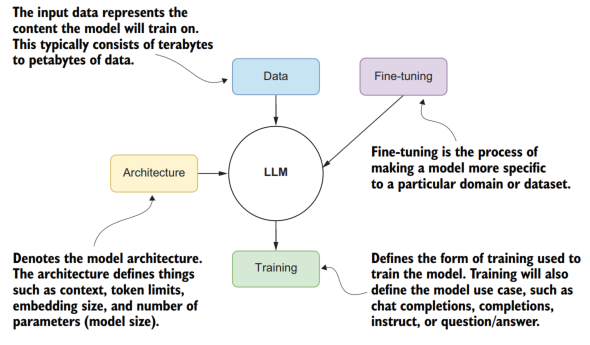 The input data represents the
content the model will train on.
This typically consists of terabytes
to petabytes of data.
Data
Fine-tuning
Architecture
LLM
Fine-tuning is the process of
making a model more specific
to a particular domain or dataset.
Denotes the model architecture.
The architecture defines things
such as context, token limits,
embedding size, and number of
parameters (model size).
Training
Defines the form of training used to
train the model. Training will also
define the model use case, such as
chat completions, completions,
instruct, or question/answer.